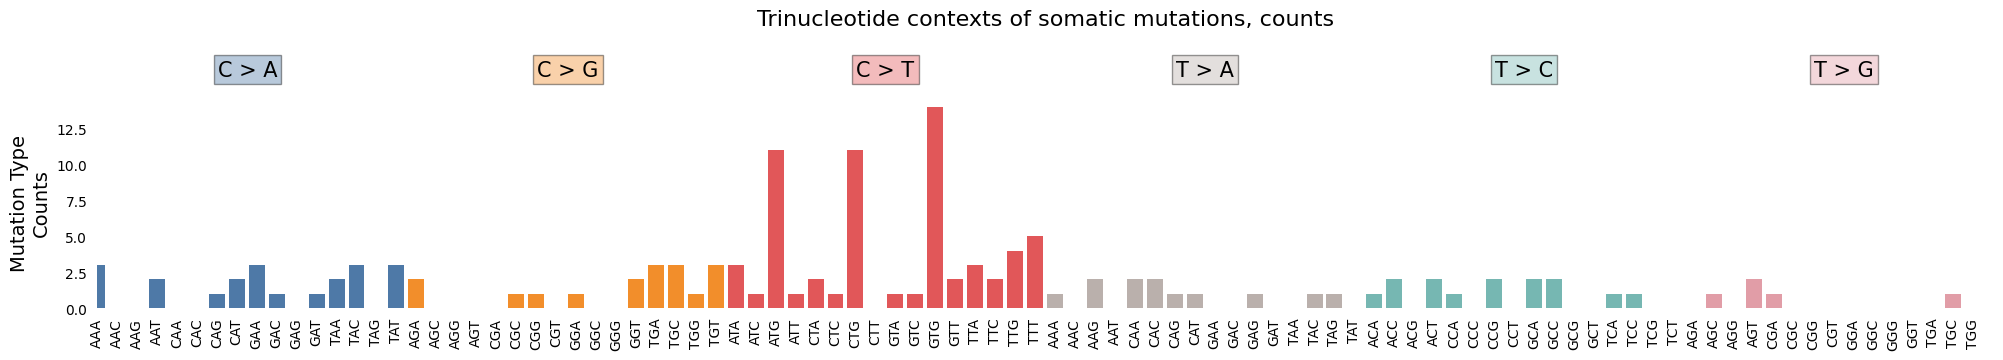 Trinucleotide contexts of somatic mutations, counts
C > A
C > G
C > T
T > A
T > C
T > G
Mutation Type
Counts
12.5
10.0
7.5
5.0
2.5
0.0
AAA AAC AAG AAT CAA CAC CAG CAT GAA GAC GAG GAT TAA TAC TAG TAT AGA AGC AGG AGT CGA CGC CGG CGT GGA GGC GGG GGT TGA TGC TGG TGT ATA ATC ATG ATT CTA CTC CTG CTT GTA GTC GTG GTT TTA TTC TTG TTT AAA AAC AAG AAT CAA CAC CAG CAT GAA GAC GAG GAT TAA TAC TAG TAT ACA ACC ACG ACT CCA CCC CCG CCT GCA GCC GCG GCT TCA TCC TCG TCT AGA AGC AGG AGT CGA CGC CGG CGT GGA GGC GGG GGT TGA TGC TGG